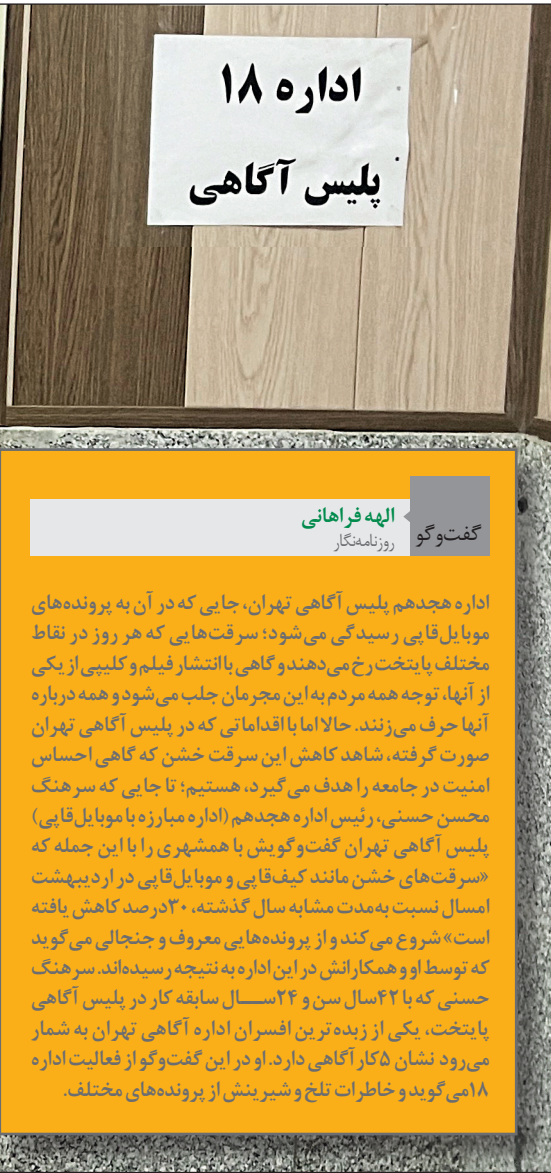 اداره ۱۸
پلیس آگاهی
گفت‌وگو
الهه فراهانی
روزنامه‌نگار
اداره هجدهم پلیس آگاهی تهران، جایی که در آن به پرونده‌های
موبایل‌قاپی رسیدگی می‌شود؛ سرقت‌هایی که هر روز در نقاط
مختلف پایتخت رخ می‌دهند و گاهی با انتشار فیلم و کلیپی از یکی
از آنها، توجه همه مردم به این مجرمان جلب می‌شود و همه درباره
آنها حرف می‌زنند. حالا اما با اقداماتی که در پلیس آگاهی تهران
صورت گرفته، شاهد کاهش این سرقت خشن که گاهی احساس
امنیت در جامعه را هدف می‌گیرد، هستیم؛ تا جایی که سرهنگ
محسن حسنی، رئیس اداره هجدهم (اداره مبارزه با موبایل‌قاپی)
پلیس آگاهی تهران گفت‌وگویش با همشهری را با این جمله که
«سرقت‌های خشن مانند کیف‌قاپی و موبایل‌قاپی در اردیبهشت
امسال نسبت به‌مدت مشابه سال گذشته، ۳۰درصد کاهش یافته
است» شروع می‌کند و از پرونده‌هایی معروف و جنجالی می‌گوید
که توسط او و همکارانش در این اداره به نتیجه رسیده‌اند. سرهنگ
حسنی که با ۴۲سال سن و ۲۴ســـال سابقه کار در پلیس آگاهی
پایتخت، یکی از زبده‌ترین افسران اداره آگاهی تهران به شمار
می‌رود نشان ۵کار آگاهی دارد. او در این گفت‌وگو از فعالیت اداره
۱۸می‌گوید و خاطرات تلخ و شیرینش از پرونده‌های مختلف.